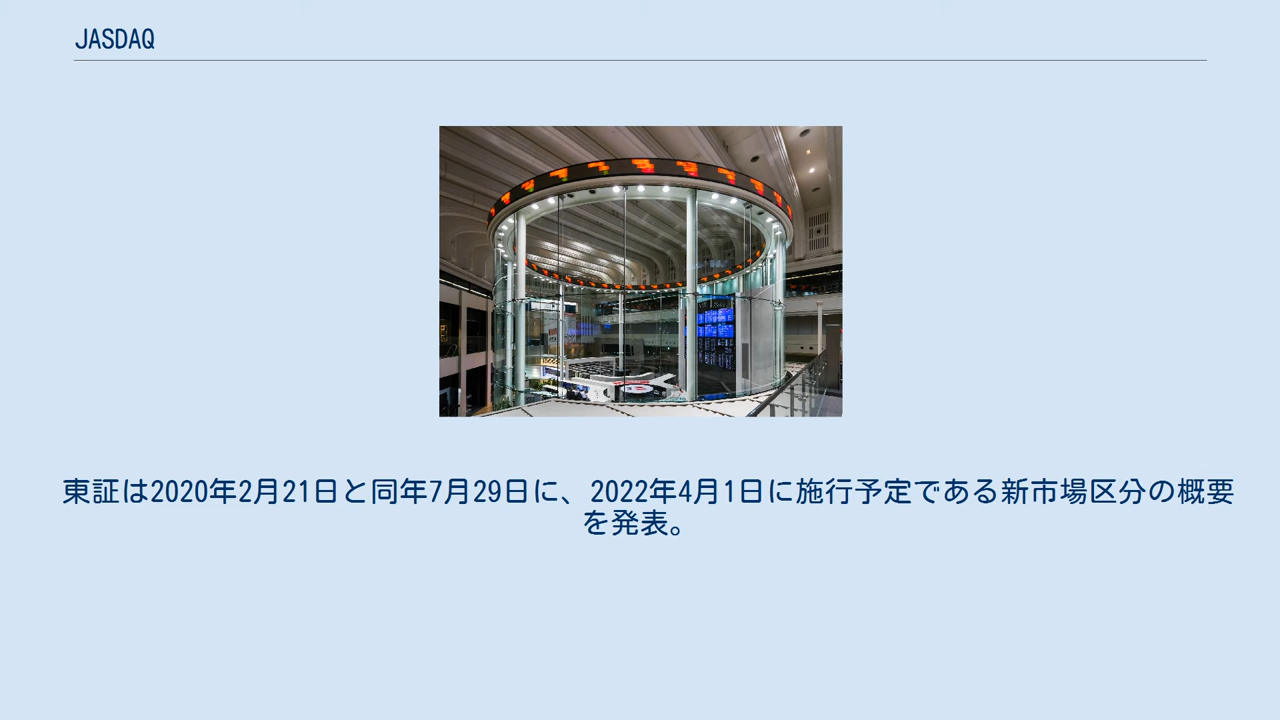 JASDAQ
東証は2020年2月21日と同年7月29日に、2022年4月1日に施行予定である新市場区分の概要
を発表。